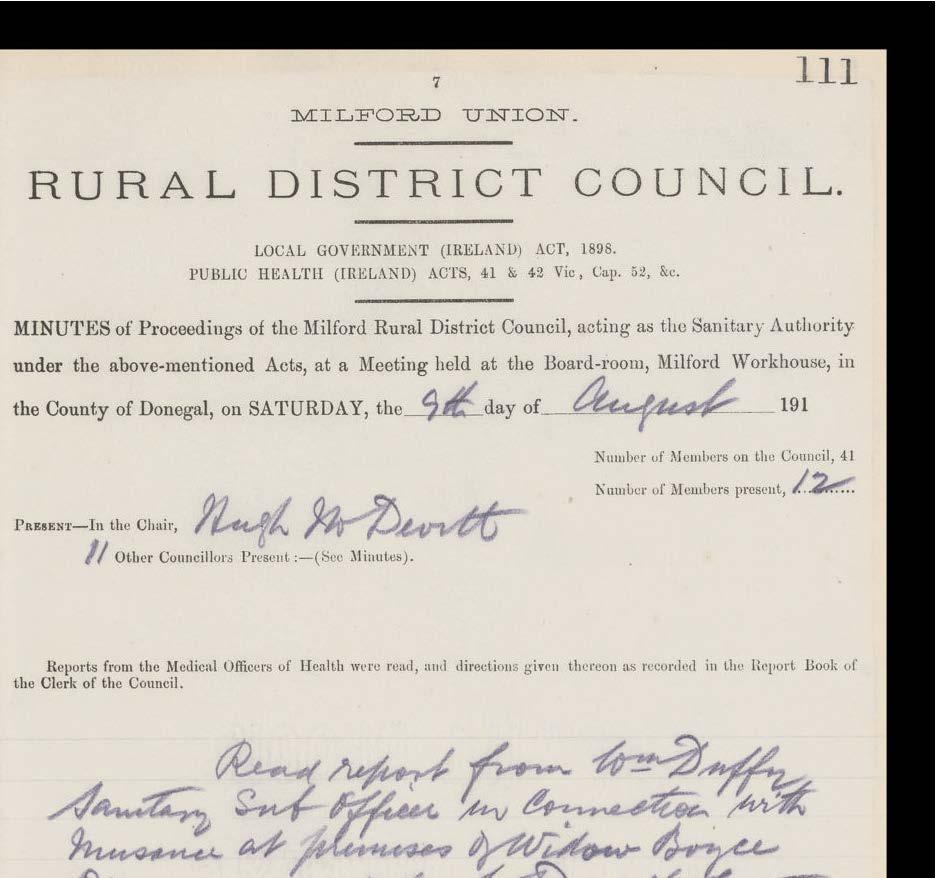 111
7
MILFORD UNION.
RURAL DISTRICT COUNCIL.
LOCAL GOVERNMENT (IRELAND) ACT, 1898.
PUBLIC HEALTH (IRELAND) ACTS, 41 & 42 Vic, Cap. 52, &c.
MINUTES of Proceedings of the Milford Rural District Council, acting as the Sanitary Authority
under the above-mentioned Acts, at a Meeting held at the Board-room, Milford Workhouse, in
the County of Donegal, on SATURDAY, the 9th day of August 191
Number of Members on the Council, 41
Number of Members present, 12
PRESENT—In the Chair, Hugh McDevitt
11 Other Councillors Present :—(See Minutes).
Reports from the Medical Officers of Health were read, and directions given thereon as recorded in the Report Book of
the Clerk of the Council.
Read report from Wm Duffy
Sanitary Sub Officer in Connection with
Nuisance at premises of Widow Boyce